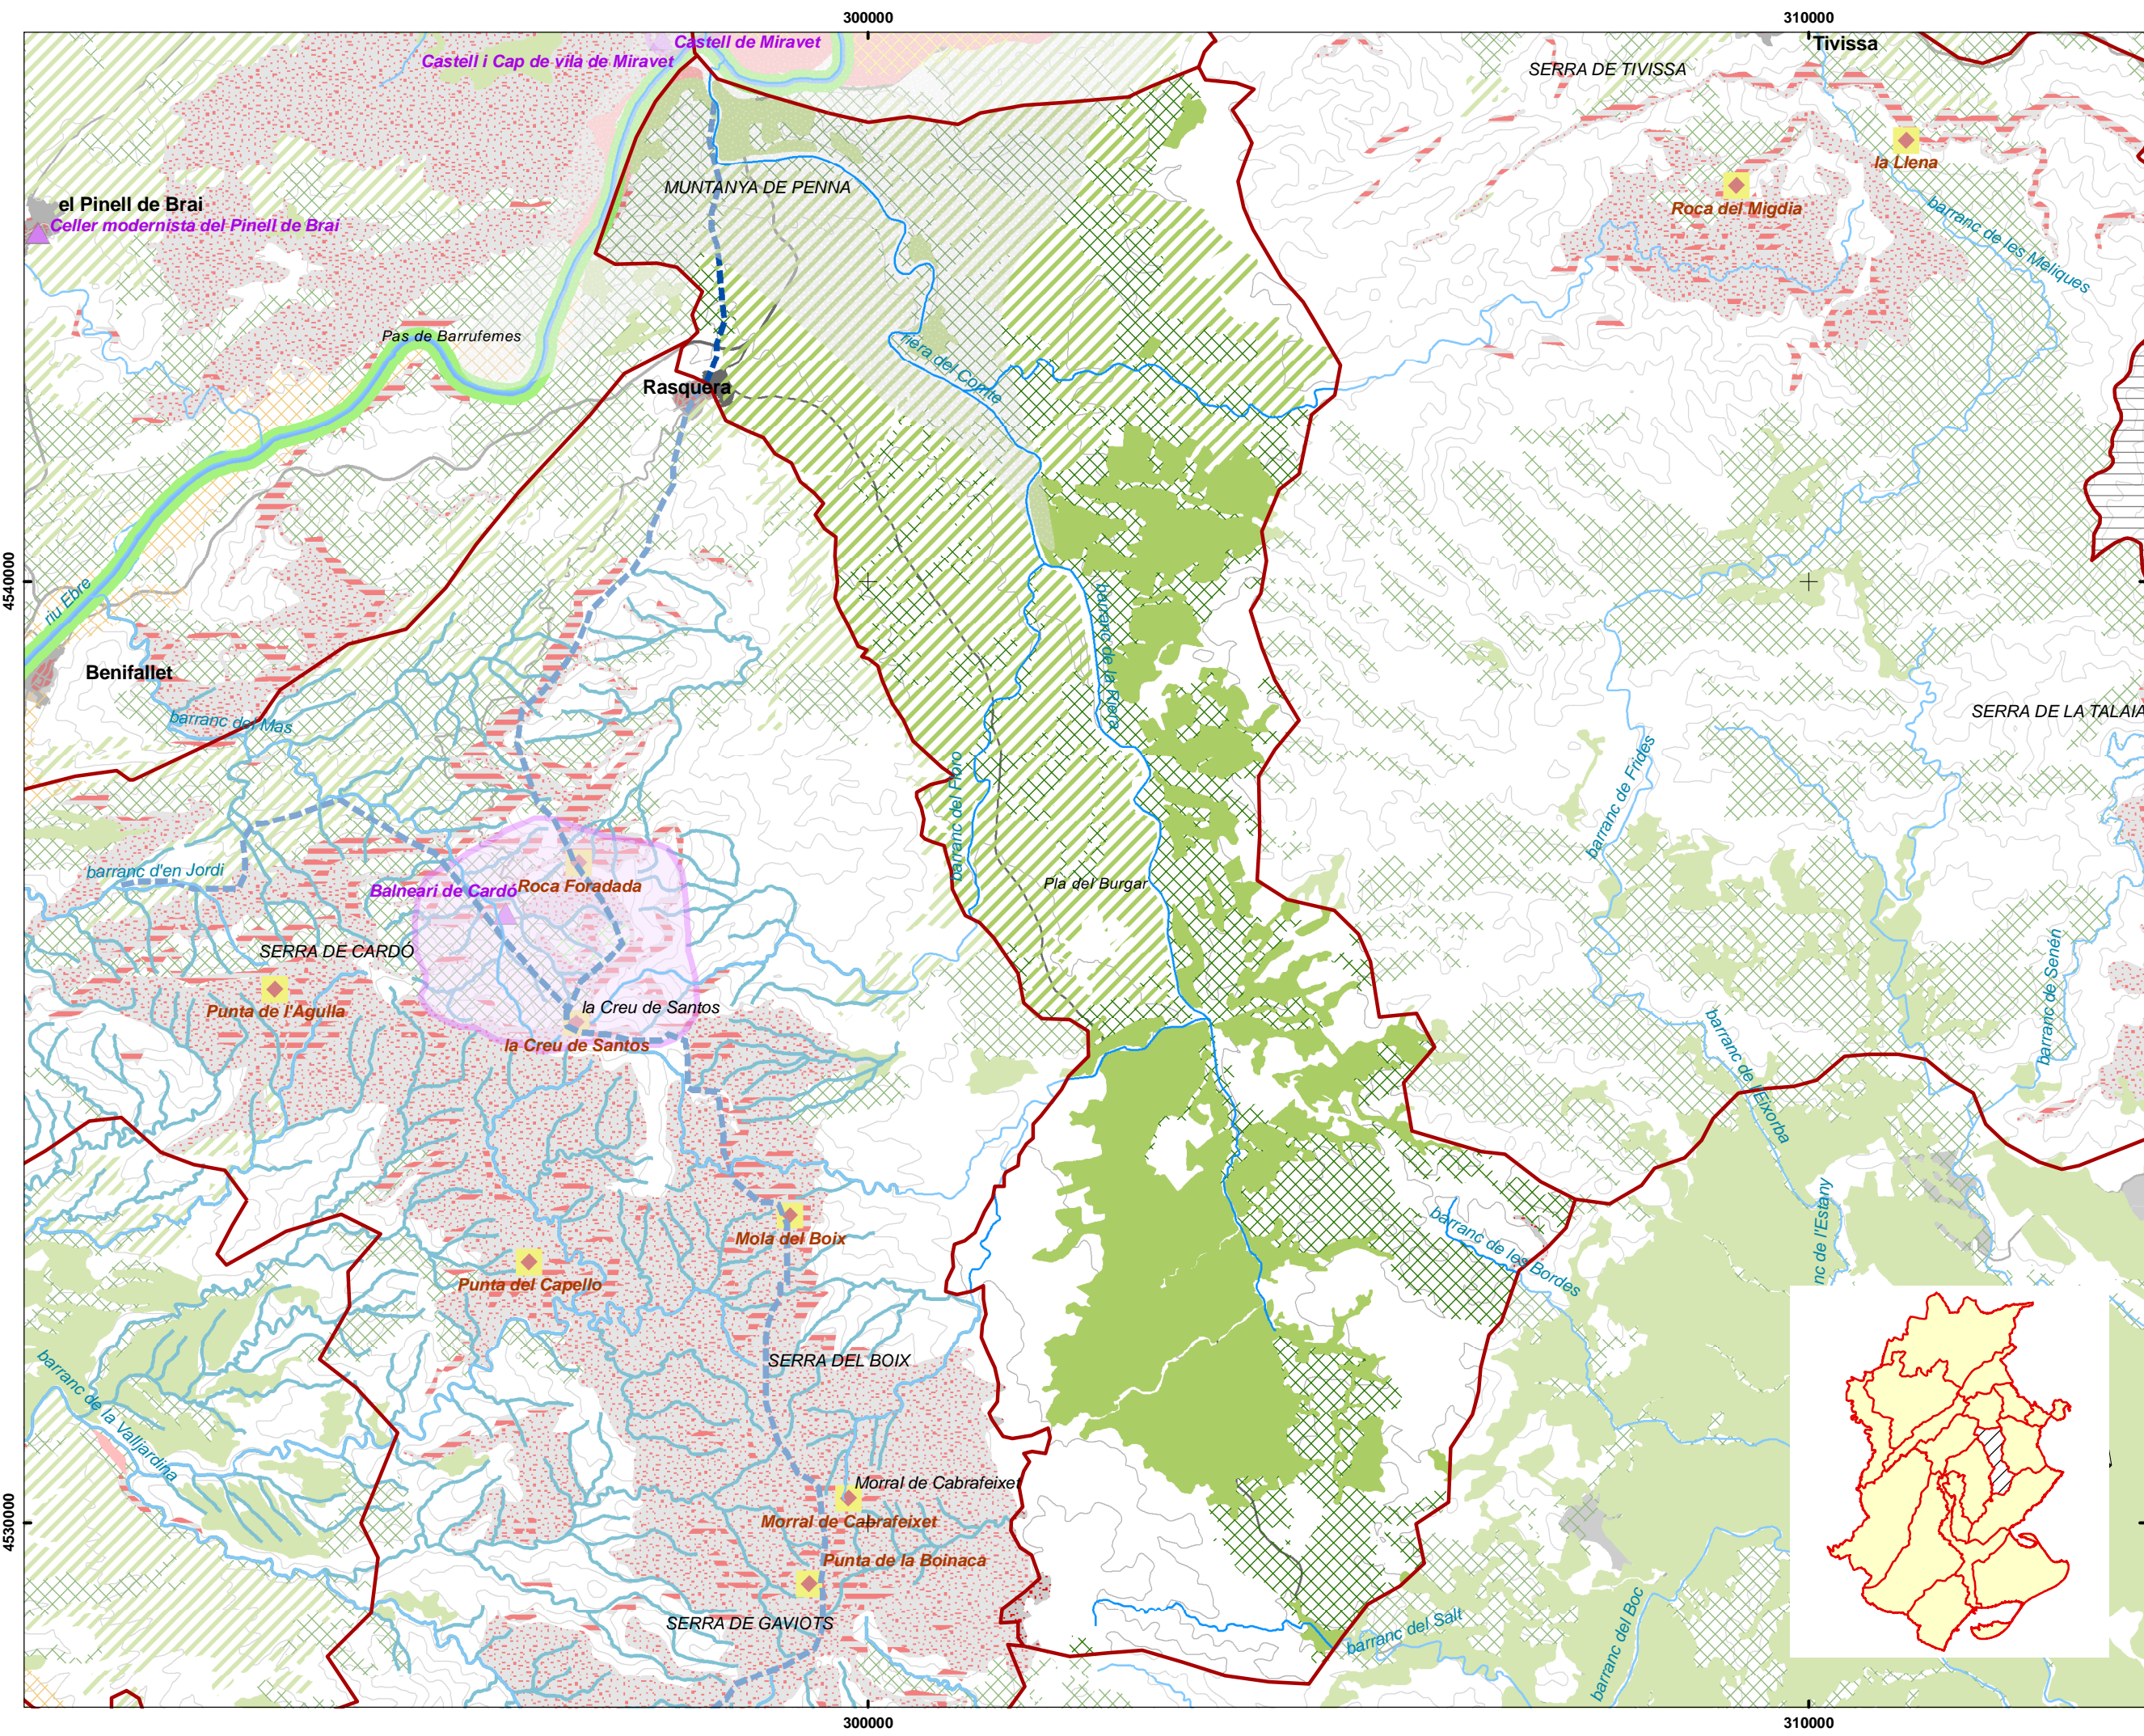 300000
310000
Castell de Miravet
Tivissa
Castell i Cap de vila de Miravet
SERRA DE TIVISSA
la Llena
MUNTANYA DE PENNA
el Pinell de Brai
Roca del Migdia
Celler modernista del Pinell de Brai
barranc de les Meliques
Pas de Barrufemes
riera del Comte
Rasquera
4540000
riu Ebre
barranc de la Riera
Benifallet
SERRA DE LA TALAIA
barranc del Mas
barranc de Frides
barranc del Floro
barranc d'en Jordi
Pla del Burgar
Balneari de Cardó
Roca Foradada
SERRA DE CARDÓ
barranc de Senén
Punta de l'Agulla
la Creu de Santos
la Creu de Santos
barranc de l'Eixorba
nc de l'Estany
Mola del Boix
barranc de les Bordes
Punta del Capello
SERRA DEL BOIX
barranc de la Valljardina
Morral de Cabrafeixet
4530000
Morral de Cabrafeixet
Punta de la Boinaca
SERRA DE GAVIOTS
barranc del Salt
barranc del Boc
300000
310000